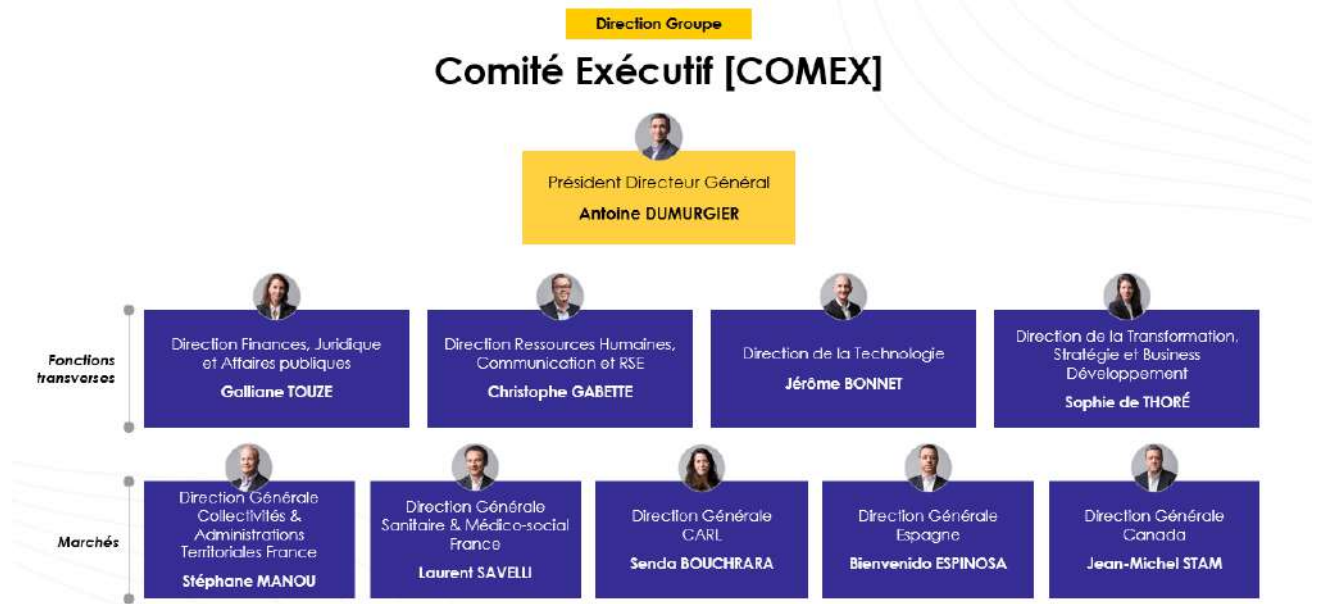 Direction Groupe
Comité Exécutif [COMEX]
Président Directeur Général
Antoine DUMURGIER
Fonctions
transverses
Direction Finances, Juridique
et Affaires publiques
Galliane TOUZE
Direction Ressources Humaines,
Communication et RSE
Christophe GABETTE
Direction de la Technologie
Jérôme BONNET
Direction de la Transformation,
Stratégie et Business
Développement
Sophie de THORÉ
Marchés
Direction Générale
Collectivités &
Administrations
Territoriales France
Stéphane MANOU
Direction Générale
Sanitaire & Médico-social
France
Laurent SAVELLI
Direction Générale
CARL
Senda BOUCHRARA
Direction Générale
Espagne
Bienvenido ESPINOSA
Direction Générale
Canada
Jean-Michel STAM